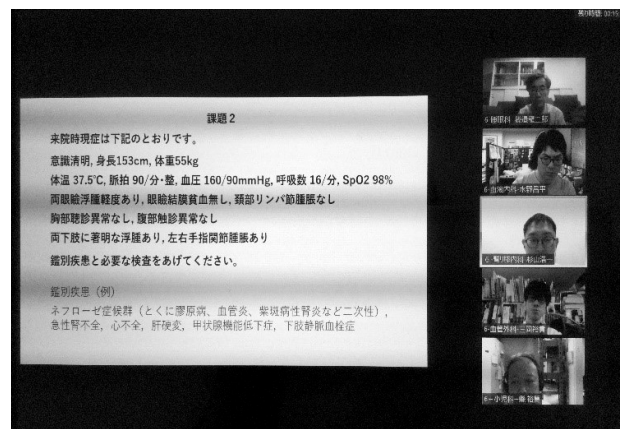 残り時間: 00:15
課題２
来院時現症は下記のとおりです。
意識清明, 身長153cm, 体重55kg
体温 37.5℃, 脈拍 90/分・整, 血圧 160/90mmHg, 呼吸数 16/分, SpO2 98%
両眼瞼浮腫軽度あり, 眼瞼結膜貧血無し, 頚部リンパ節腫脹なし
胸部聴診異常なし, 腹部触診異常なし
両下肢に著明な浮腫あり, 左右手指関節腫脹あり
鑑別疾患と必要な検査をあげてください。
鑑別疾患（例）
ネフローゼ症候群（とくに膠原病、血管炎、紫斑病性腎炎など二次性）,
急性腎不全, 心不全, 肝硬変, 甲状腺機能低下症, 下肢静脈血栓症